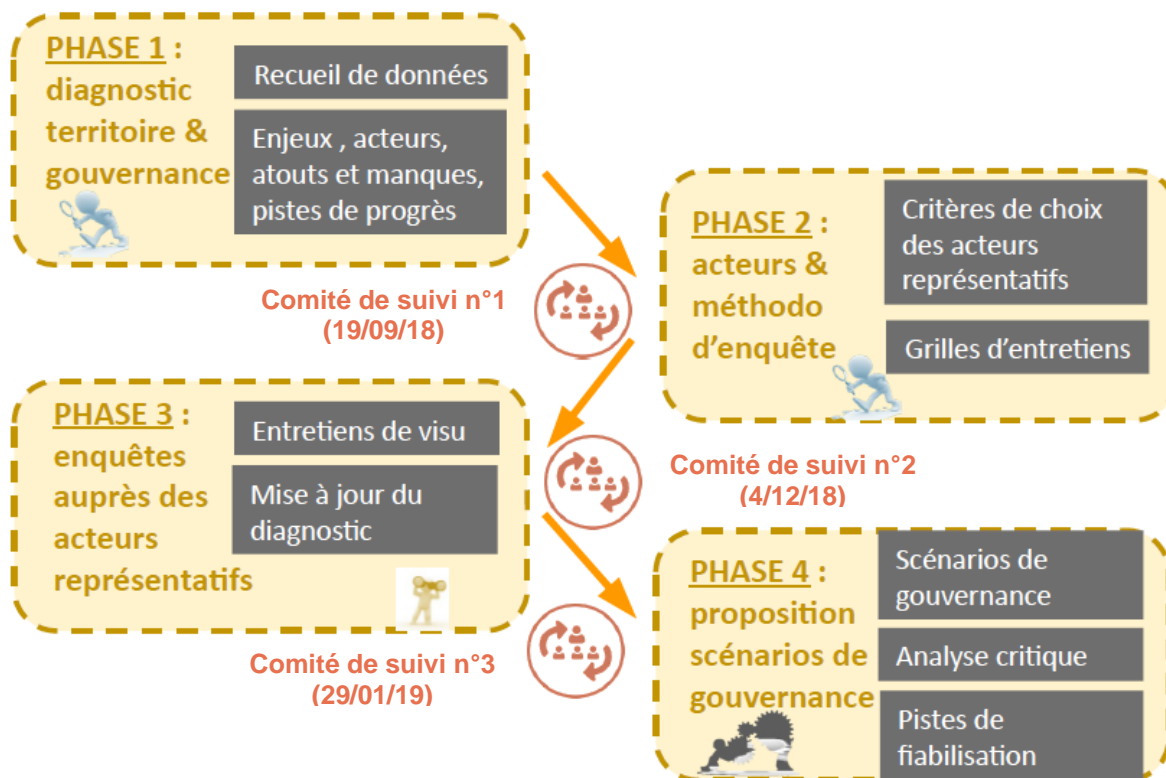 PHASE 1 :
diagnostic
territoire &
gouvernance
Recueil de données
Enjeux , acteurs,
atouts et manques,
pistes de progrès
Comité de suivi n°1
(19/09/18)
PHASE 2 :
acteurs &
méthodo
d'enquête
Critères de choix
des acteurs
représentatifs
Grilles d'entretiens
Comité de suivi n°2
(4/12/18)
PHASE 3 :
enquêtes
auprès des
acteurs
représentatifs
Entretiens de visu
Mise à jour du
diagnostic
Comité de suivi n°3
(29/01/19)
PHASE 4 :
proposition
scénarios de
gouvernance
Scénarios de
gouvernance
Analyse critique
Pistes de
fiabilisation